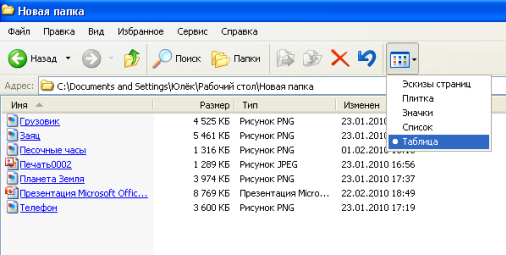 Новая папка
Файл Правка Вид Избранное Сервис Справка
Назад Поиск Папки
Адрес: C:\Documents and Settings\Юлёк\Рабочий стол\Новая папка
Эскизы страниц
Плитка
Значки
Список
Таблица
Имя Размер Тип Изменен
Грузовик 4 525 КБ Рисунок PNG 23.01.2010
Заяц 5 461 КБ Рисунок PNG 23.01.2010
Песочные часы 1 316 КБ Рисунок PNG 01.02.2010
Печать0002 1 289 КБ Рисунок JPEG 23.01.2010 16:56
Планета Земля 3 974 КБ Рисунок PNG 23.01.2010 17:37
Презентация Microsoft Offic... 8 769 КБ Презентация Micro... 22.02.2010 18:49
Телефон 3 600 КБ Рисунок PNG 23.01.2010 17:19